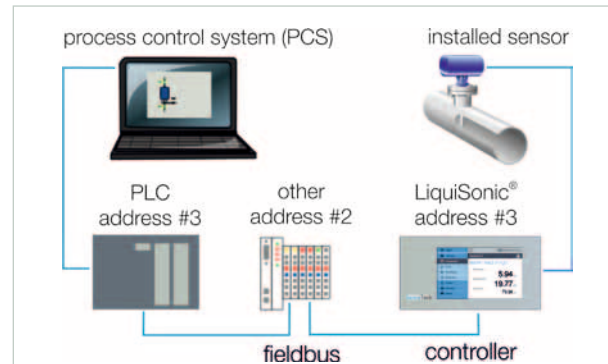 process control system (PCS)
installed sensor
PLC
address #3
other
address #2
LiquiSonic®
address #3
5.94
19.77
fieldbus
controller